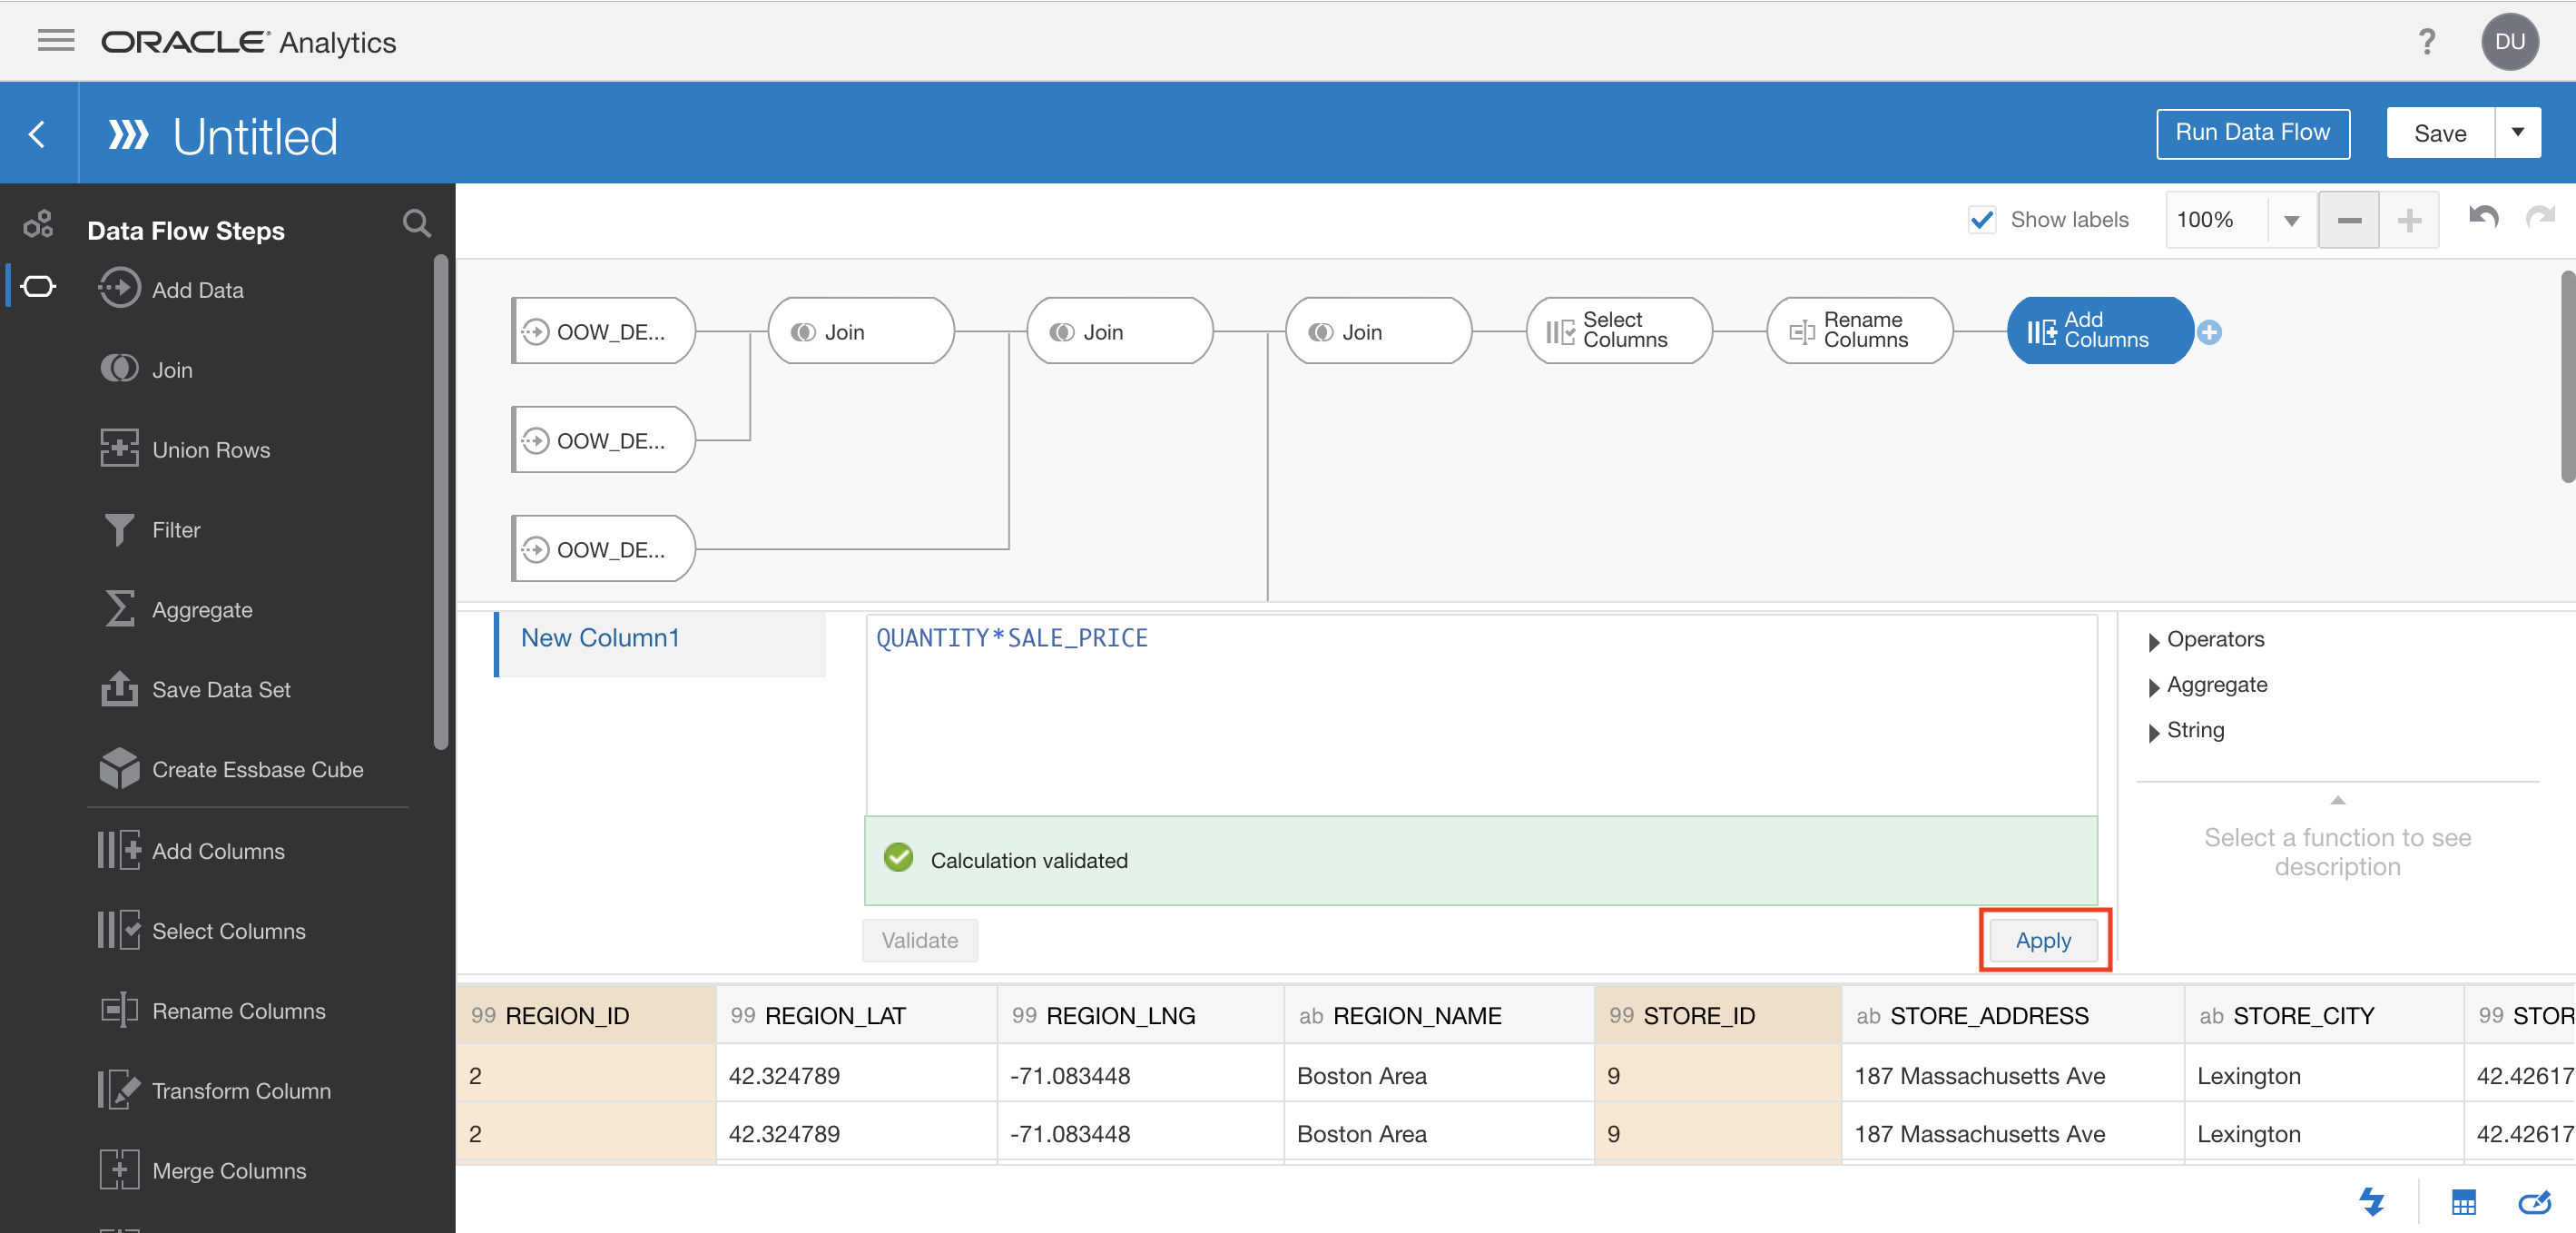 ORACLE Analytics
?
DU
Untitled
Run Data Flow
Save
Data Flow Steps
Show labels
100%
Add Data
Join
Union Rows
Filter
Aggregate
Save Data Set
Create Essbase Cube
Add Columns
Select Columns
Rename Columns
Transform Column
Merge Columns
OOW_DE...
Join
Join
Join
Select
Columns
Rename
Columns
Add
Columns
OOW_DE...
OOW_DE...
New Column1
QUANTITY*SALE_PRICE
Calculation validated
Validate
Apply
Operators
Aggregate
String
Select a function to see
description
99 REGION_ID 99 REGION_LAT 99 REGION_LNG ab REGION_NAME 99 STORE_ID ab STORE_ADDRESS ab STORE_CITY 99 STOR
2 42.324789 -71.083448 Boston Area 9 187 Massachusetts Ave Lexington 42.42617
2 42.324789 -71.083448 Boston Area 9 187 Massachusetts Ave Lexington 42.42617